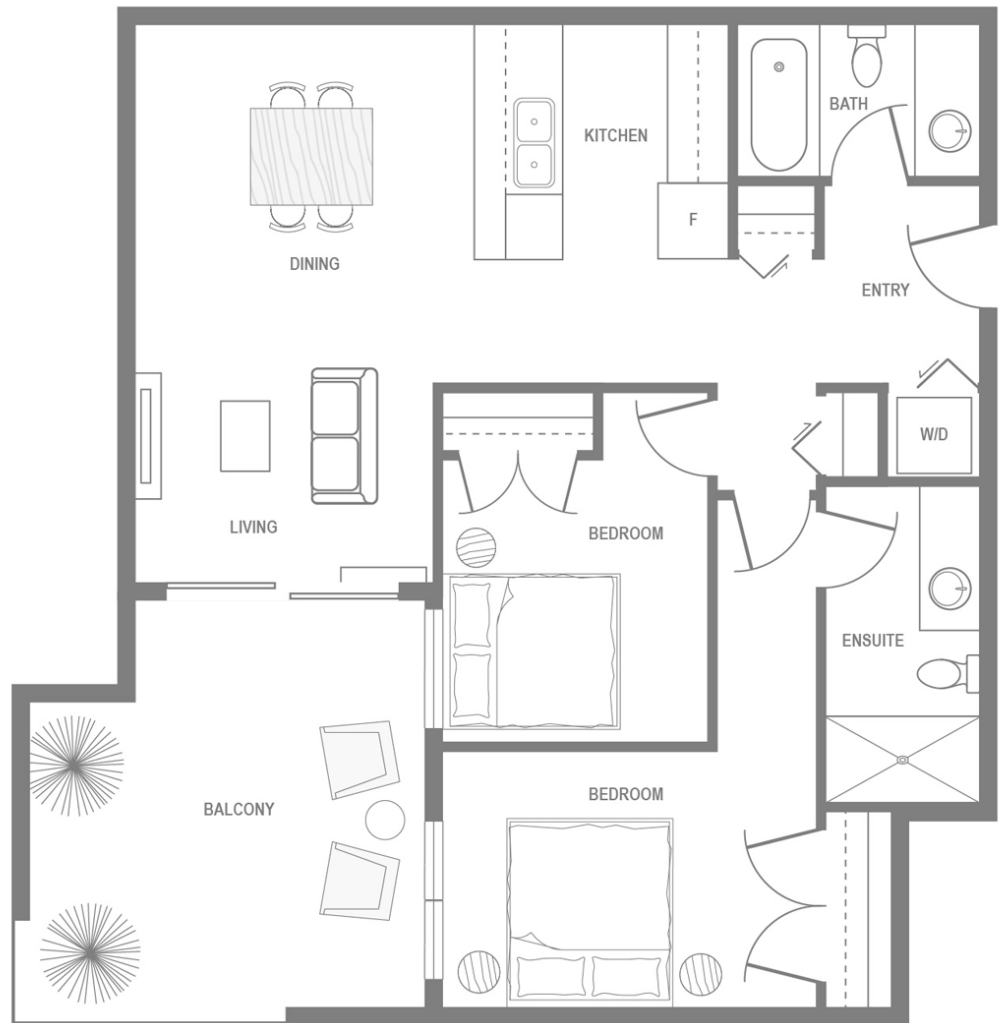 BATH
KITCHEN
F
DINING
ENTRY
W/D
LIVING
BEDROOM
ENSUITE
BEDROOM
BALCONY